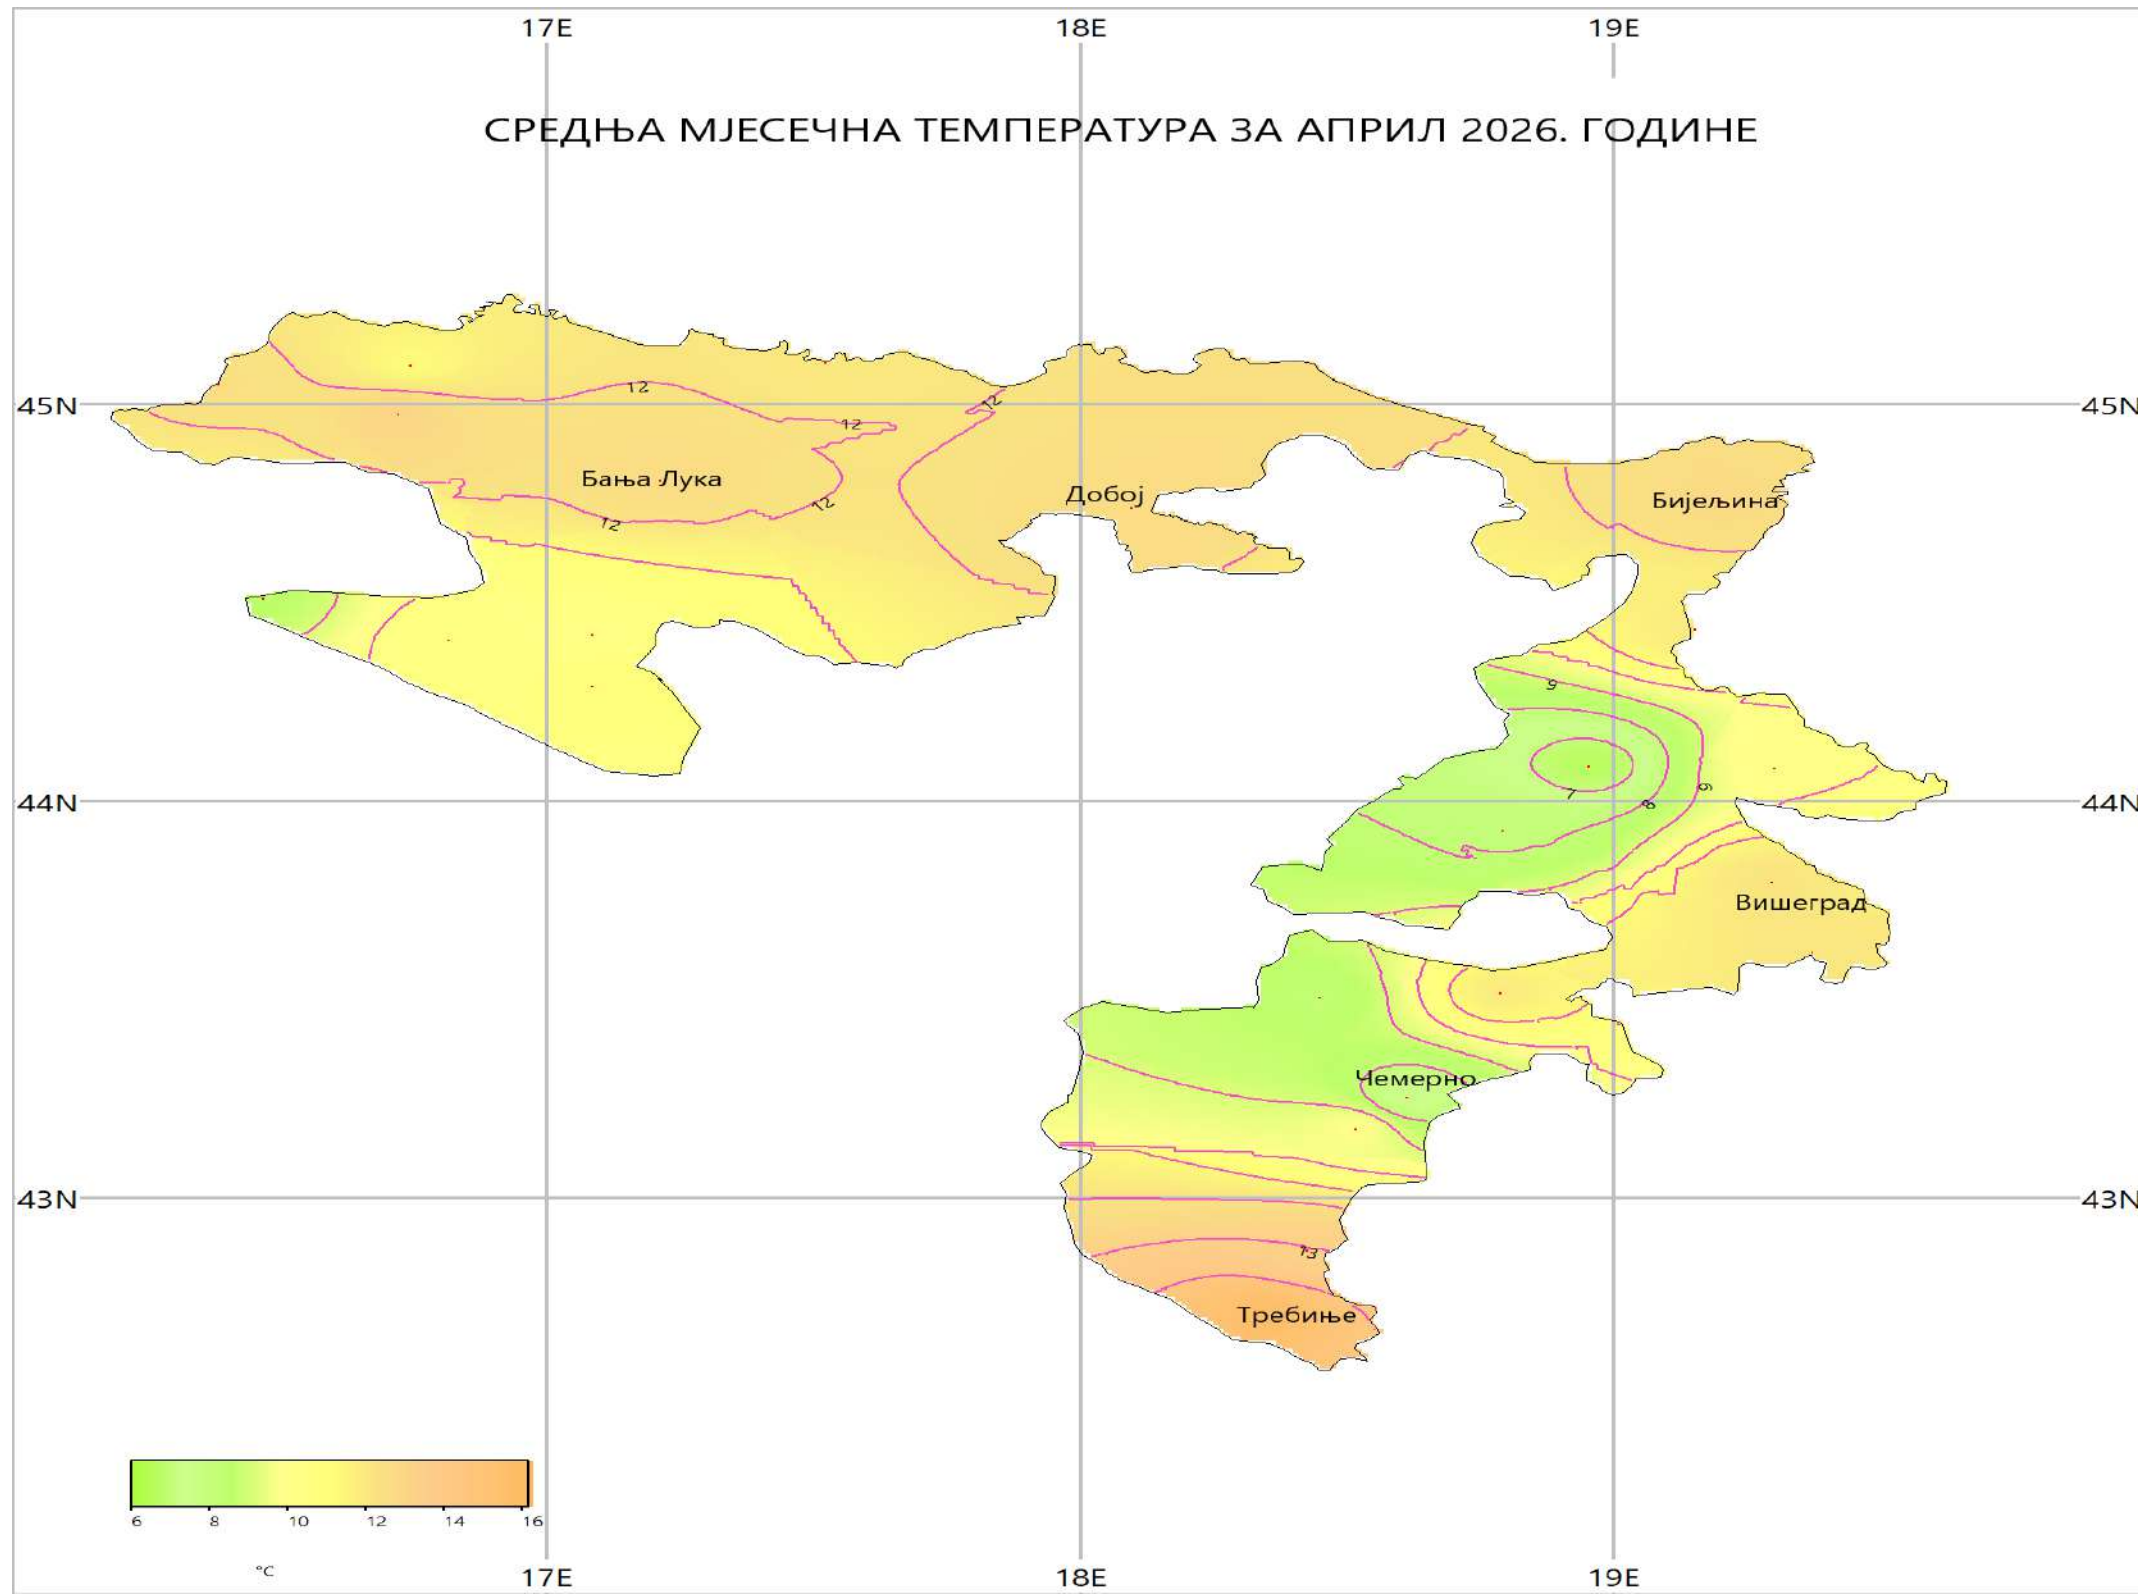 17E 18E 19E
СРЕДЊА МЈЕСЕЧНА ТЕМПЕРАТУРА ЗА АПРИЛ 2026. ГОДИНЕ
12
12
45N 45N
12
Бања Лука
Добој
Бијељина
12
12
9
9
7
8
44N 44N
Вишеград
Чемерно
43N 43N
13
Требиње
6 8 10 12 14 16
°C
17E 18E 19E